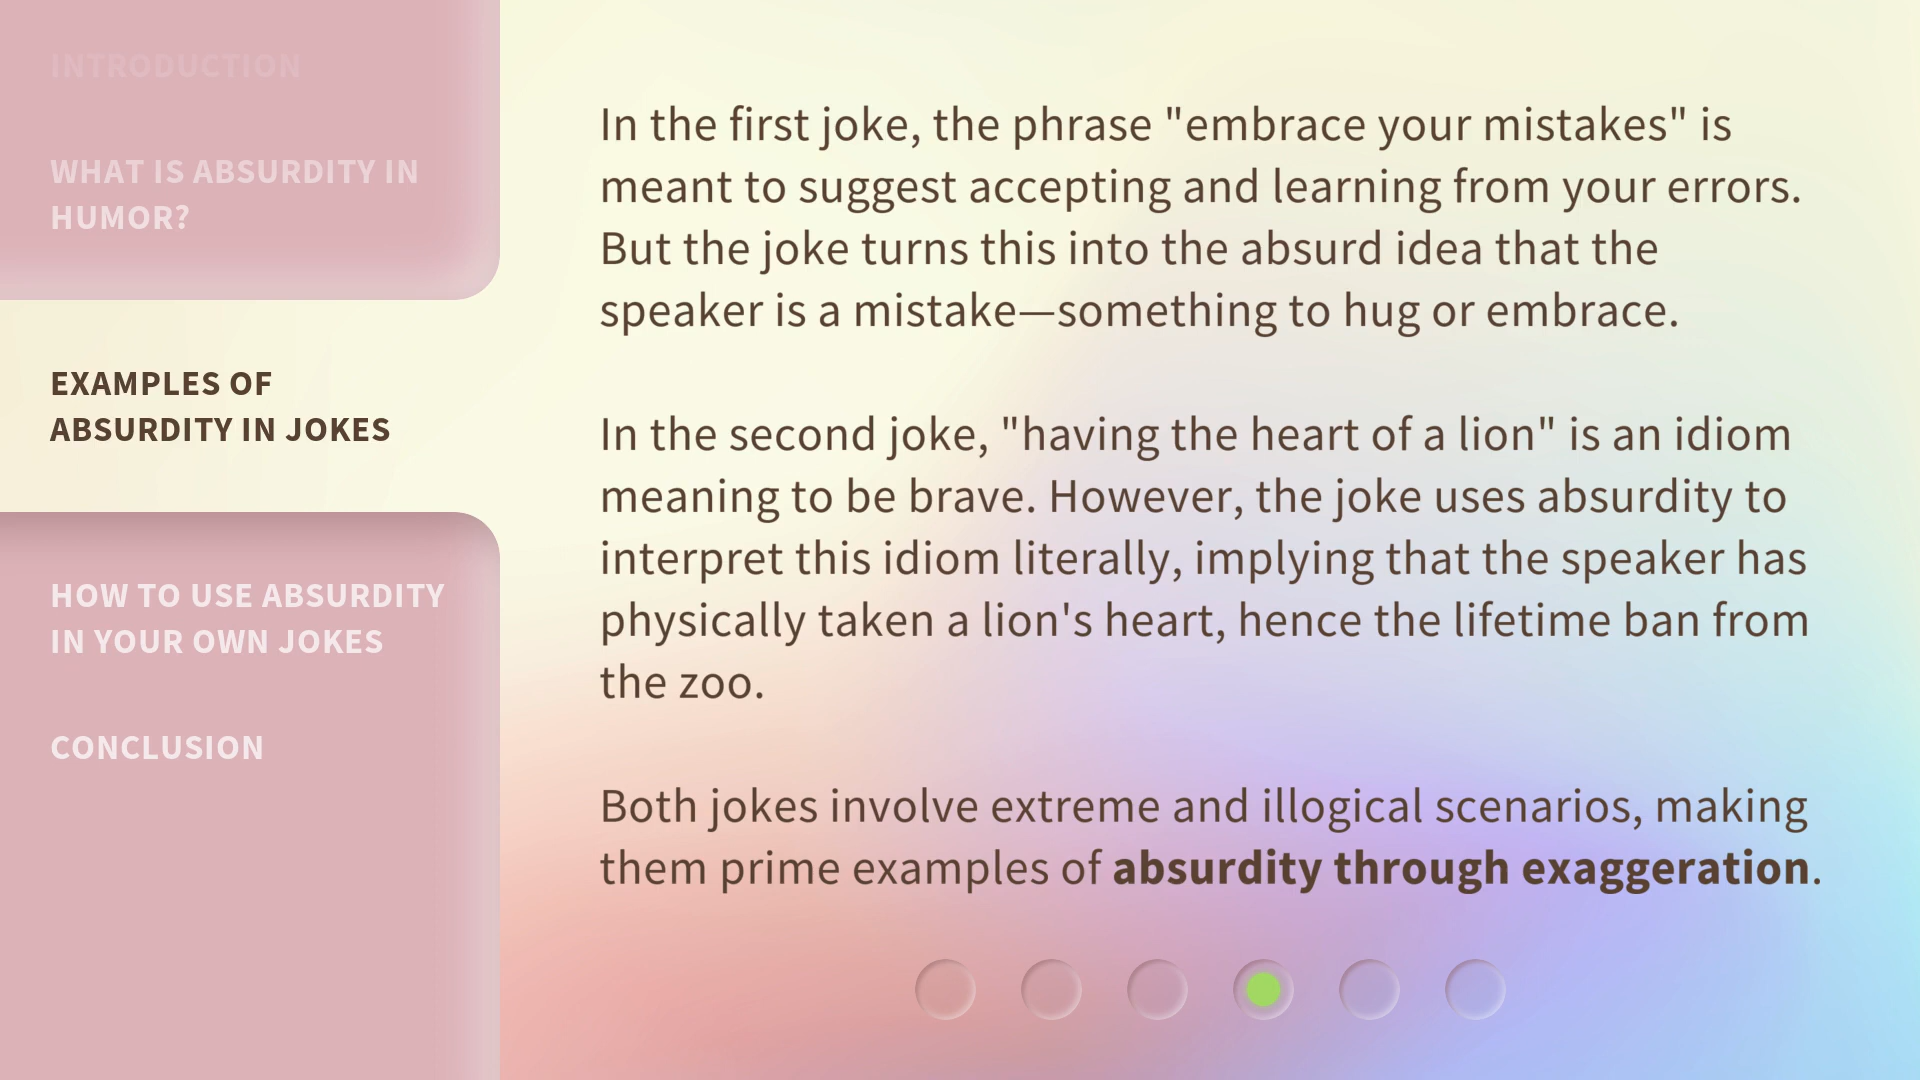 INTRODUCTION
WHAT IS ABSURDITY IN
HUMOR?
EXAMPLES OF
ABSURDITY IN JOKES
HOW TO USE ABSURDITY
IN YOUR OWN JOKES
CONCLUSION
In the first joke, the phrase "embrace your mistakes" is
meant to suggest accepting and learning from your errors.
But the joke turns this into the absurd idea that the
speaker is a mistake—something to hug or embrace.
In the second joke, "having the heart of a lion" is an idiom
meaning to be brave. However, the joke uses absurdity to
interpret this idiom literally, implying that the speaker has
physically taken a lion's heart, hence the lifetime ban from
the zoo.
Both jokes involve extreme and illogical scenarios, making
them prime examples of absurdity through exaggeration.